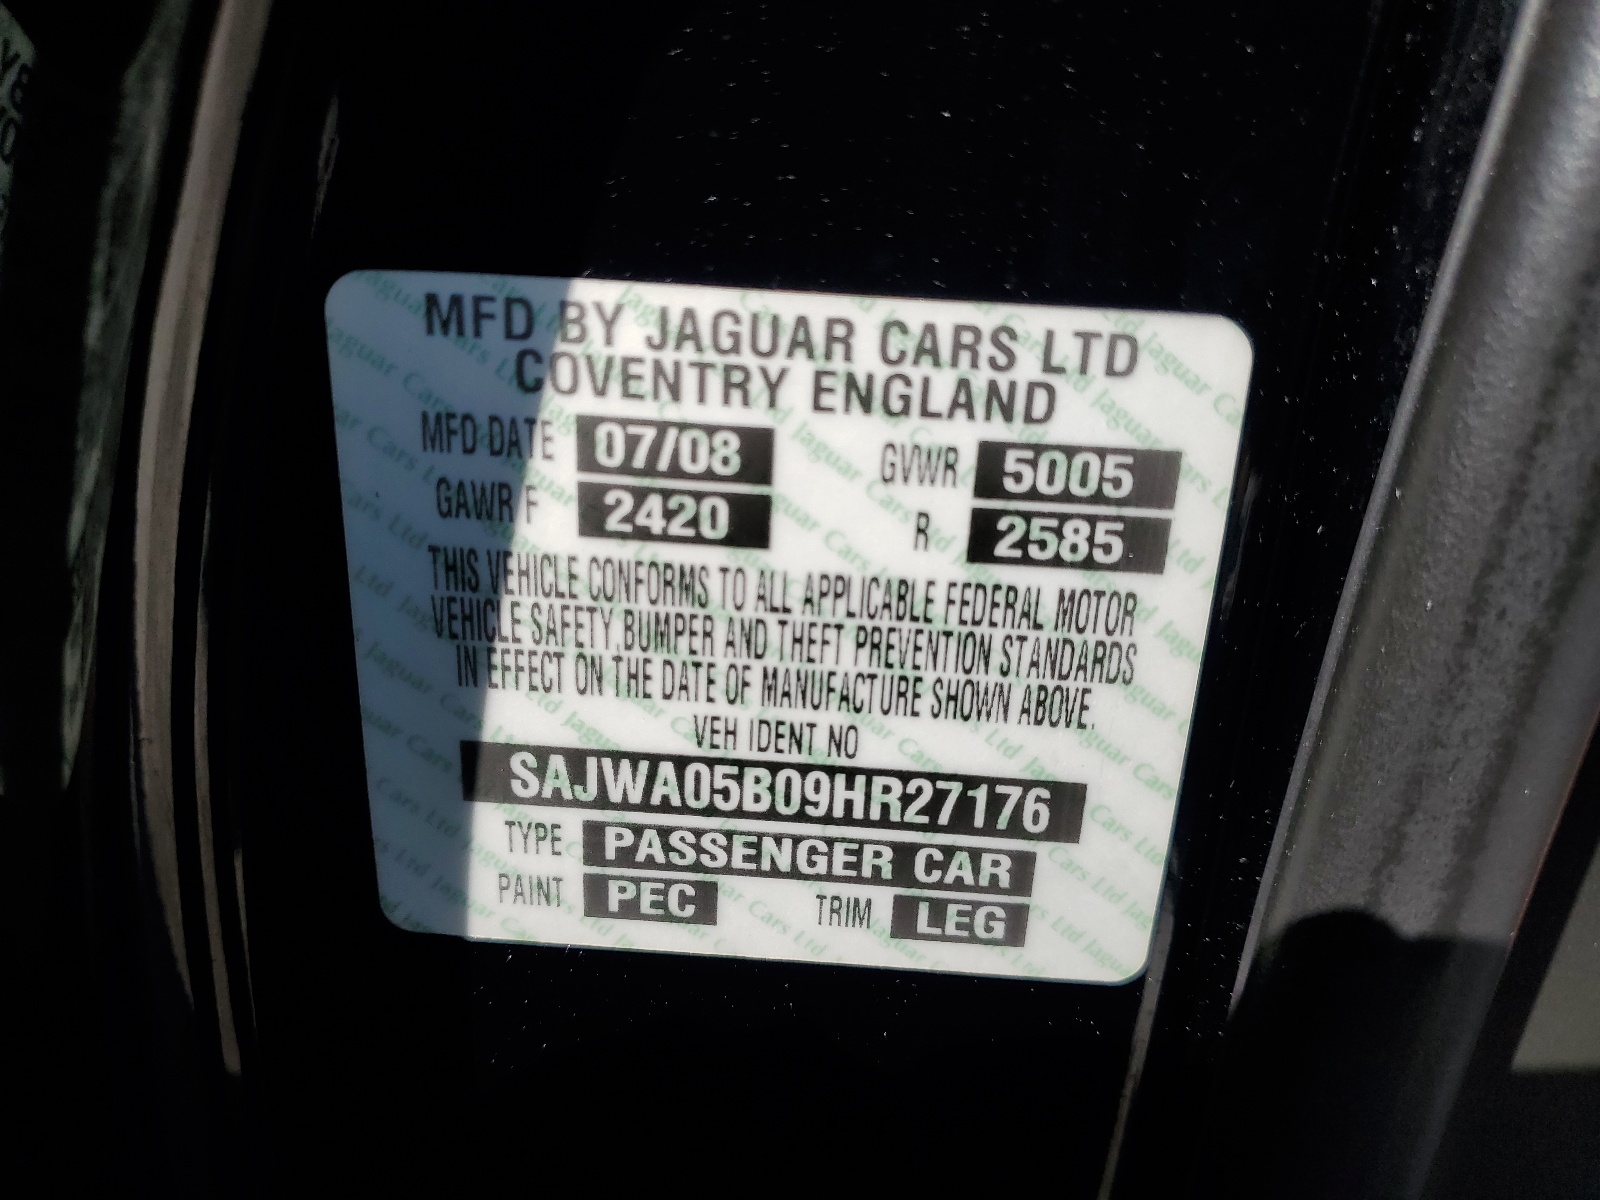 MFD BY JAGUAR CARS LTD
COVENTRY ENGLAND
MFD DATE 07/08 GVWR 5005
GAWR F 2420 R 2585
THIS VEHICLE CONFORMS TO ALL APPLICABLE FEDERAL MOTOR
VEHICLE SAFETY, BUMPER AND THEFT PREVENTION STANDARDS
IN EFFECT ON THE DATE OF MANUFACTURE SHOWN ABOVE.
VEH IDENT NO
SAJWA05B09HR27176
TYPE PASSENGER CAR
PAINT PEC TRIM LEG